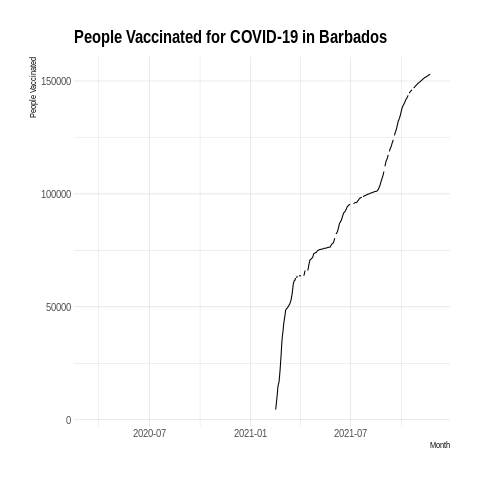 People Vaccinated for COVID-19 in Barbados
People Vaccinated
150000
100000
50000
0
2020-07
2021-01
2021-07
Month